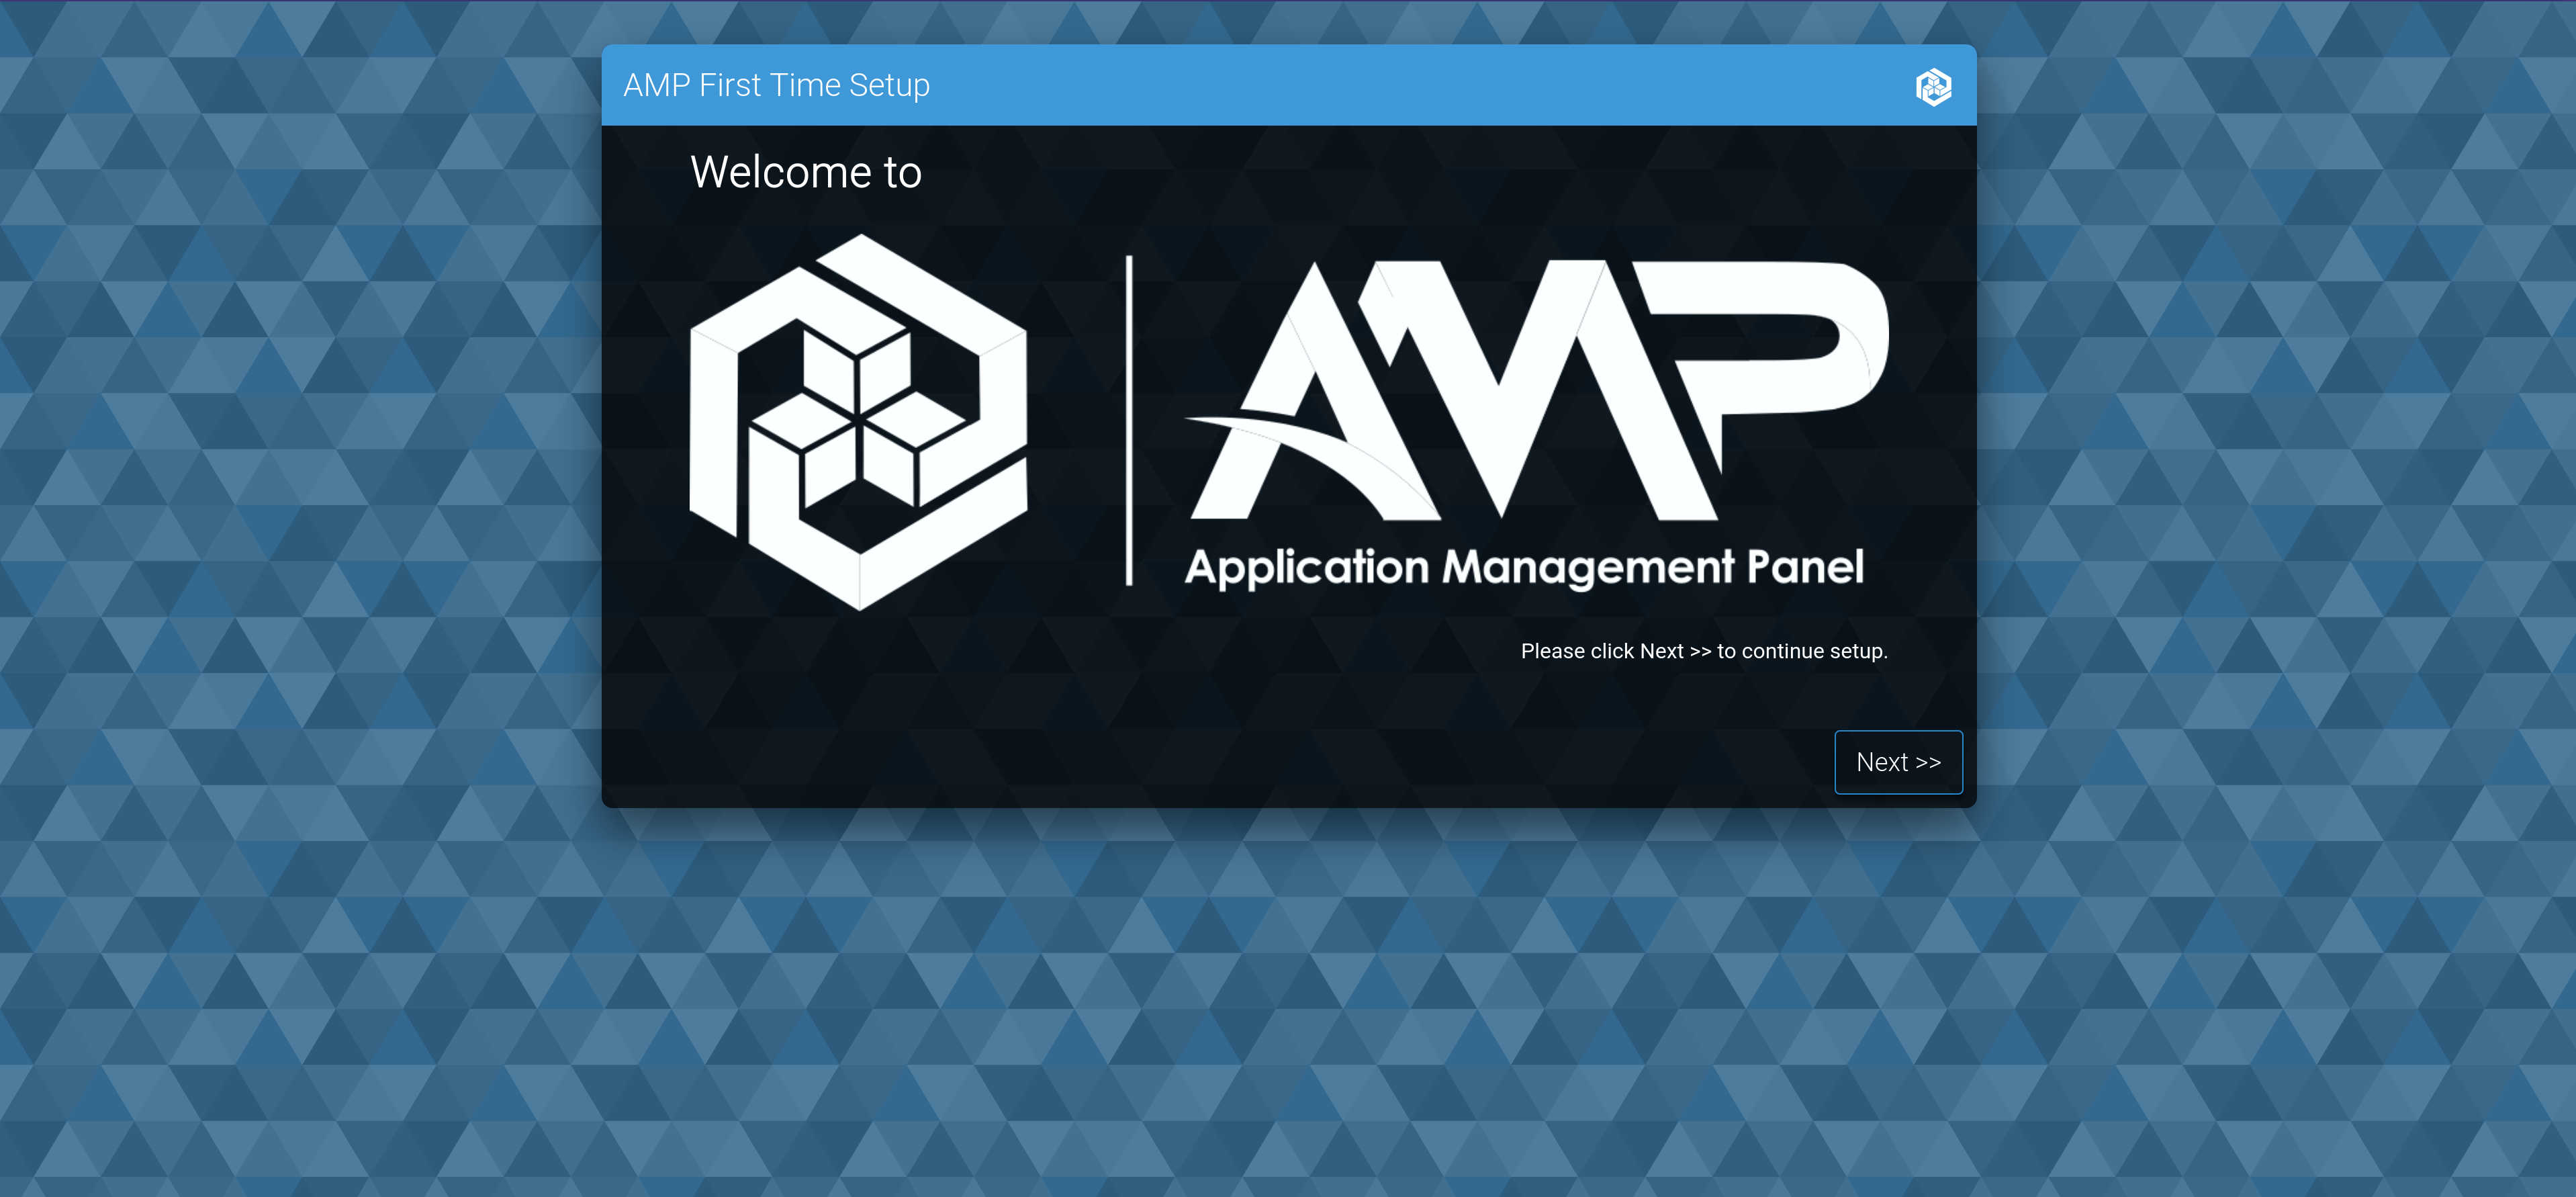 AMP First Time Setup
Welcome to
AMP
Application Management Panel
Please click Next >> to continue setup.
Next >>